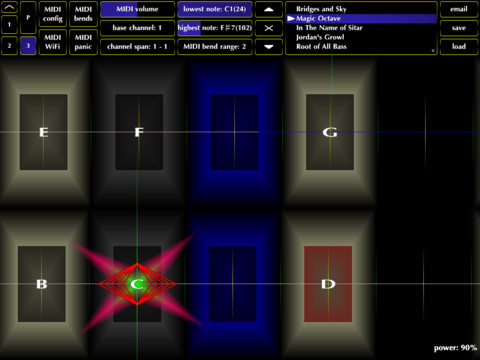 1
2
P
3
MIDI config
MIDI bends
MIDI WiFi
MIDI panic
MIDI volume
base channel: 1
channel span: 1 - 1
lowest note: C1(24)
highest note: F#7(102)
MIDI bend range: 2
Bridges and Sky
Magic Octave
In The Name of Sitar
Jordan's Growl
Root of All Bass
email
save
load
E
F
G
B
C
D
power: 90%